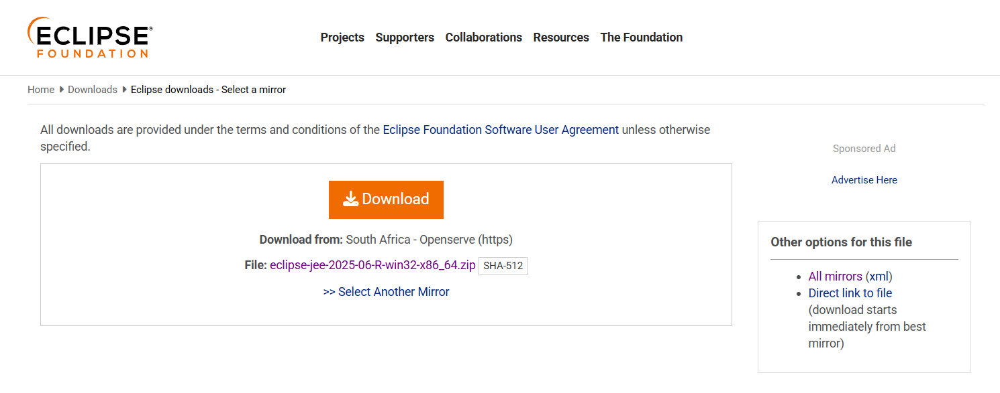 ECLIPSE®
FOUNDATION
Projects Supporters Collaborations Resources The Foundation
Home Downloads Eclipse downloads - Select a mirror
All downloads are provided under the terms and conditions of the Eclipse Foundation Software User Agreement unless otherwise
specified.
Download
Download from: South Africa - Openserve (https)
File: eclipse-jee-2025-06-R-win32-x86_64.zip SHA-512
>> Select Another Mirror
Sponsored Ad
Advertise Here
Other options for this file
All mirrors (xml)
Direct link to file
(download starts
immediately from best
mirror)